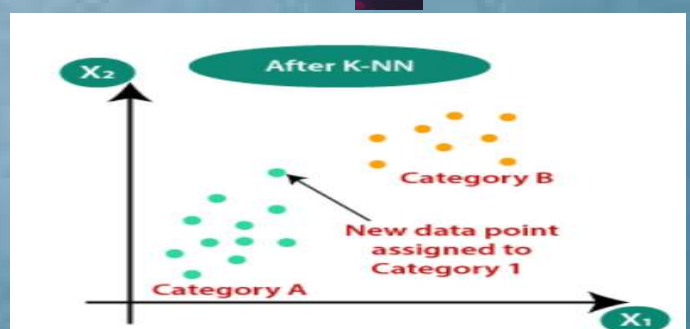 After K-NN
X₂
Category B
New data point
assigned to
Category 1
Category A
X₁